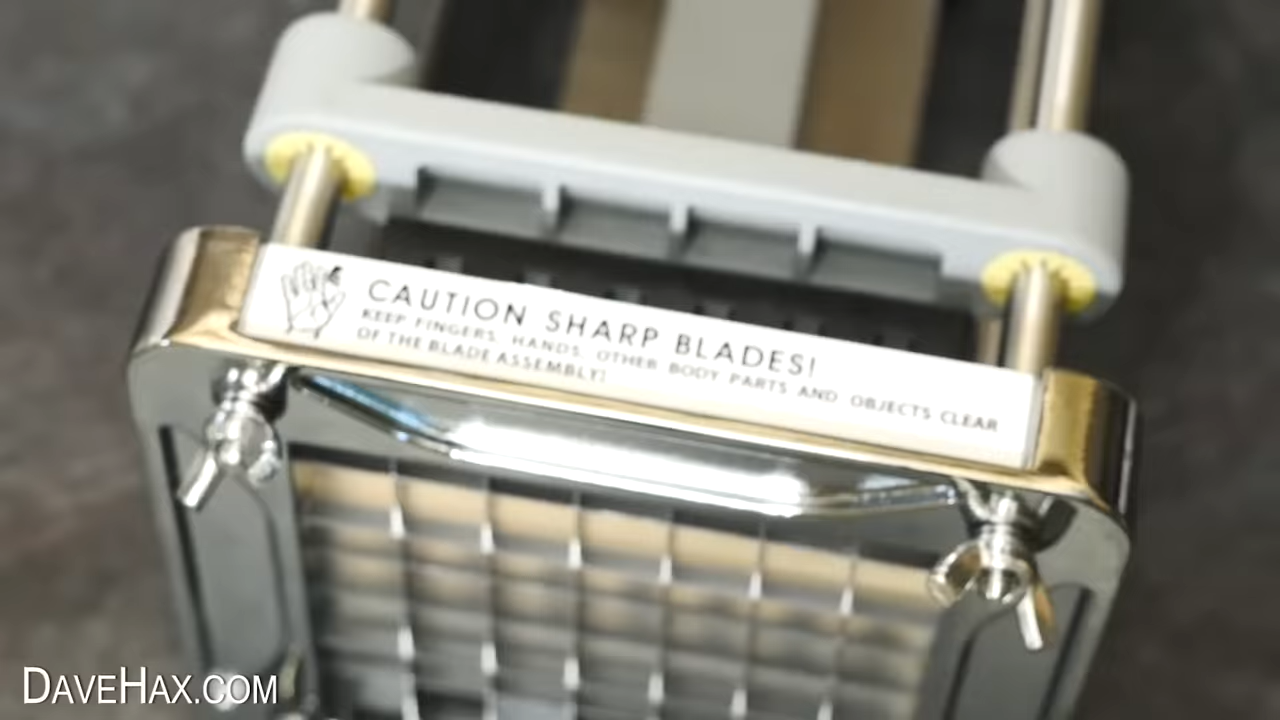 CAUTION SHARP BLADES!
KEEP FINGERS, HANDS, OTHER BODY PARTS AND OBJECTS CLEAR
OF THE BLADE ASSEMBLY!
DAVEHAX.COM